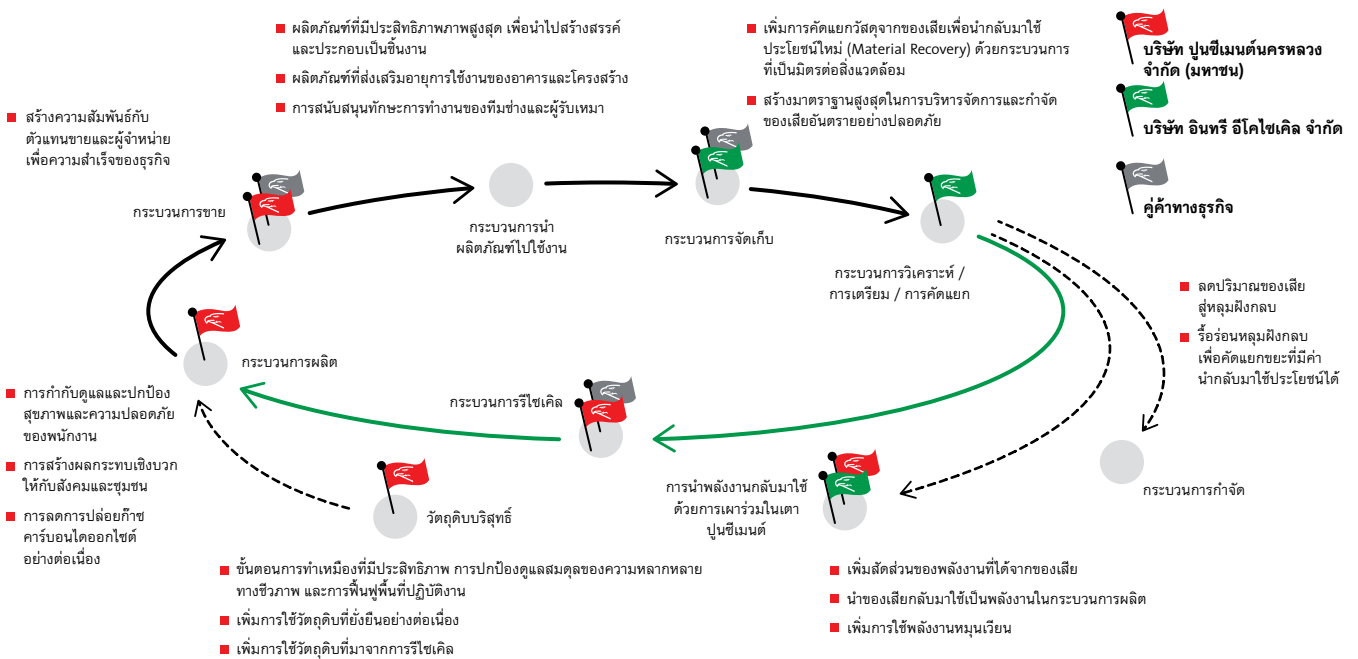 ผลิตภัณฑ์ที่มีประสิทธิภาพภาพสูงสุด เพื่อนำไปสร้างสรรค์
และประกอบเป็นชิ้นงาน
ผลิตภัณฑ์ที่ส่งเสริมอายุการใช้งานของอาคารและโครงสร้าง
การสนับสนุนทักษะการทำงานของทีมช่างและผู้รับเหมา
เพิ่มการคัดแยกวัสดุจากของเสียเพื่อนำกลับมาใช้
ประโยชน์ใหม่ (Material Recovery) ด้วยกระบวนการ
ที่เป็นมิตรต่อสิ่งแวดล้อม
สร้างมาตราฐานสูงสุดในการบริหารจัดการและกำจัด
ของเสียอันตรายอย่างปลอดภัย
บริษัท ปูนซีเมนต์นครหลวง
จำกัด (มหาชน)
บริษัท อินทรี อีโคไซเคิล จำกัด
คู่ค้าทางธุรกิจ
สร้างความสัมพันธ์กับ
ตัวแทนขายและผู้จำหน่าย
เพื่อความสำเร็จของธุรกิจ
กระบวนการขาย
กระบวนการนำ
ผลิตภัณฑ์ไปใช้งาน
กระบวนการจัดเก็บ
กระบวนการวิเคราะห์ /
การเตรียม / การคัดแยก
ลดปริมาณของเสีย
สู่หลุมฝังกลบ
รื้อร่อนหลุมฝังกลบ
เพื่อคัดแยกขยะที่มีค่า
นำกลับมาใช้ประโยชน์ได้
กระบวนการผลิต
การกำกับดูแลและปกป้อง
สุขภาพและความปลอดภัย
ของพนักงาน
การสร้างผลกระทบเชิงบวก
ให้กับสังคมและชุมชน
การลดการปล่อยก๊าซ
คาร์บอนไดออกไซต์
อย่างต่อเนื่อง
กระบวนการรีไซเคิล
วัตถุดิบบริสุทธิ์
การนำพลังงานกลับมาใช้
ด้วยการเผาร่วมในเตา
ปูนซีเมนต์
กระบวนการกำจัด
ขั้นตอนการทำเหมืองที่มีประสิทธิภาพ การปกป้องดูแลสมดุลของความหลากหลาย
ทางชีวภาพ และการฟื้นฟูพื้นที่ปฏิบัติงาน
เพิ่มการใช้วัตถุดิบที่ยั่งยืนอย่างต่อเนื่อง
เพิ่มการใช้วัตถุดิบที่มาจากการรีไซเคิล
เพิ่มสัดส่วนของพลังงานที่ได้จากของเสีย
นำของเสียกลับมาใช้เป็นพลังงานในกระบวนการผลิต
เพิ่มการใช้พลังงานหมุนเวียน